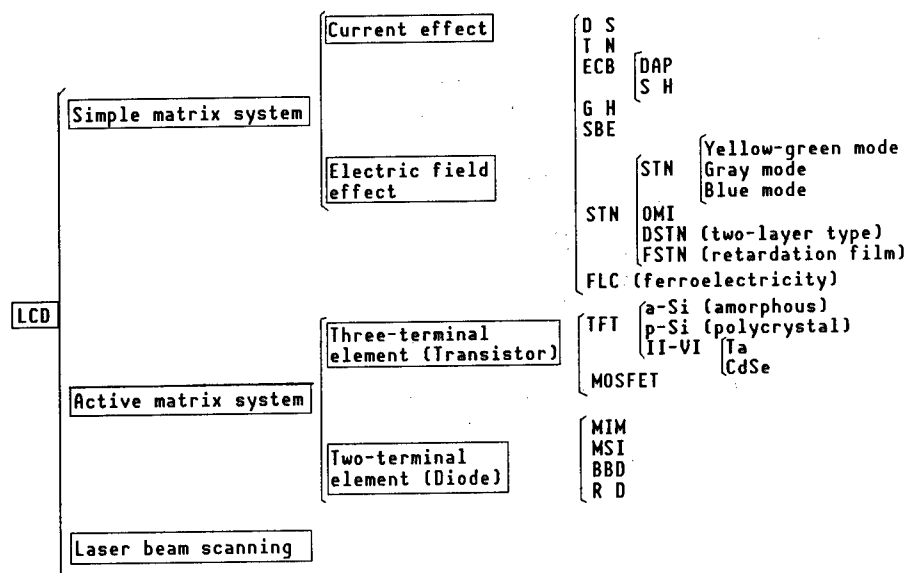 LCD
Simple matrix system
Current effect
Electric field
effect
D S
T N
ECB
DAP
S H
G H
SBE
STN
STN
Yellow-green mode
Gray mode
Blue mode
OMI
DSTN (two-layer type)
FSTN (retardation film)
FLC (ferroelectricity)
Active matrix system
Three-terminal
element (Transistor)
TFT
a-Si (amorphous)
p-Si (polycrystal)
II-VI
Ta
CdSe
MOSFET
Two-terminal
element (Diode)
MIM
MSI
BBD
R D
Laser beam scanning